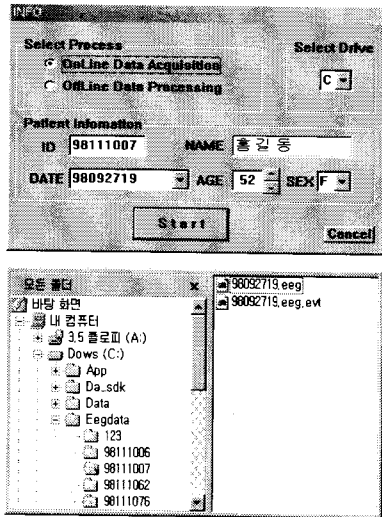 INFO
Select Process
Select Drive
OnLine Data Acquisition
OffLine Data Processing
C
Patient Infomation
ID 98111007 NAME 홍길동
DATE 98092719 AGE 52 SEX F
Start
Cancel
모든 폴더 x
바탕 화면
내 컴퓨터
3.5 플로피 (A:)
Dows (C:)
App
Da_sdk
Data
Eegdata
123
98111006
98111007
98111062
98111076
98092719.eeg
98092719.eeg.evt